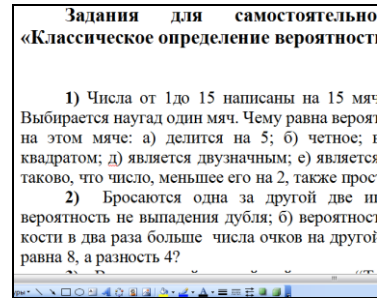 Задания для самостоятельно
«Классическое определение вероятност
1) Числа от 1до 15 написаны на 15 мяч
Выбирается наугад один мяч. Чему равна вероят
на этом мяче: а) делится на 5; б) четное;
квадратом; д) является двузначным; е) является
таково, что число, меньшее его на 2, также прос
2) Бросаются одна за другой две иг
вероятность не выпадения дубля; б) вероятност
кости в два раза больше числа очков на другой
равна 8, а разность 4?